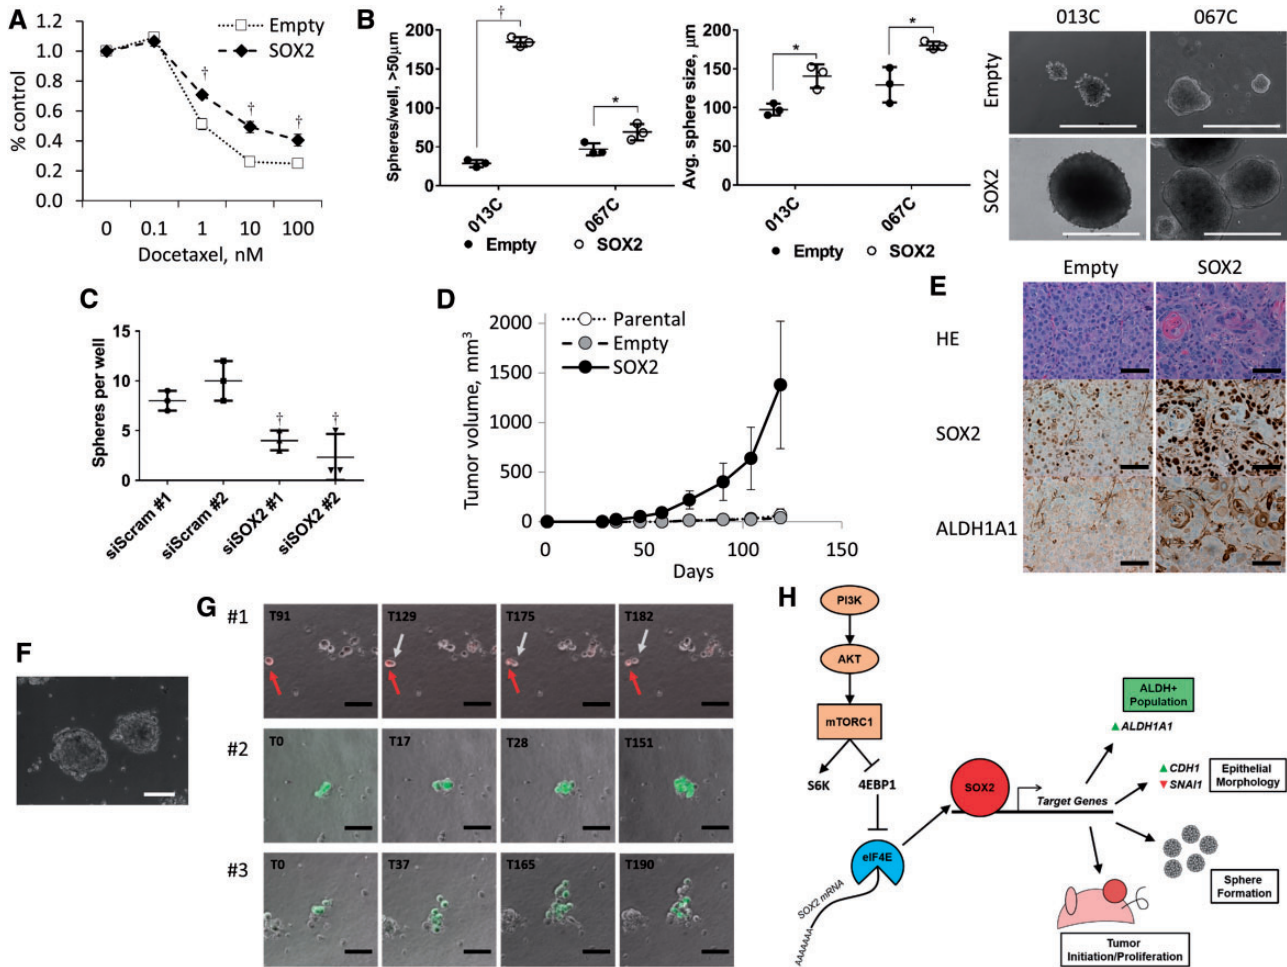 A
1.2
1.0
0.8
0.6
0.4
0.2
0.0
% control
Empty
SOX2
†
†
†
0
0.1
1
10
100
Docetaxel, nM
B
Spheres/well, >50μm
200
150
100
50
0
†
*
013C
067C
Empty
SOX2
Avg. sphere size, μm
200
150
100
50
0
*
*
013C
067C
Empty
SOX2
013C
067C
Empty
SOX2
C
Spheres per well
15
10
5
0
†
†
siScram #1
siScram #2
siSOX2 #1
siSOX2 #2
D
Tumor volume, mm³
2000
1500
1000
500
0
Parental
Empty
SOX2
0
50
100
150
Days
E
Empty
SOX2
HE
SOX2
ALDH1A1
F
G
#1
T91
T129
T175
T182
#2
T0
T17
T28
T151
#3
T0
T37
T165
T190
H
PI3K
AKT
mTORC1
S6K
4EBP1
eIF4E
SOX2 mRNA
AAAAAAA
SOX2
Target Genes
ALDH+
Population
ALDH1A1
CDH1
SNAI1
Epithelial
Morphology
Sphere
Formation
Tumor
Initiation/Proliferation